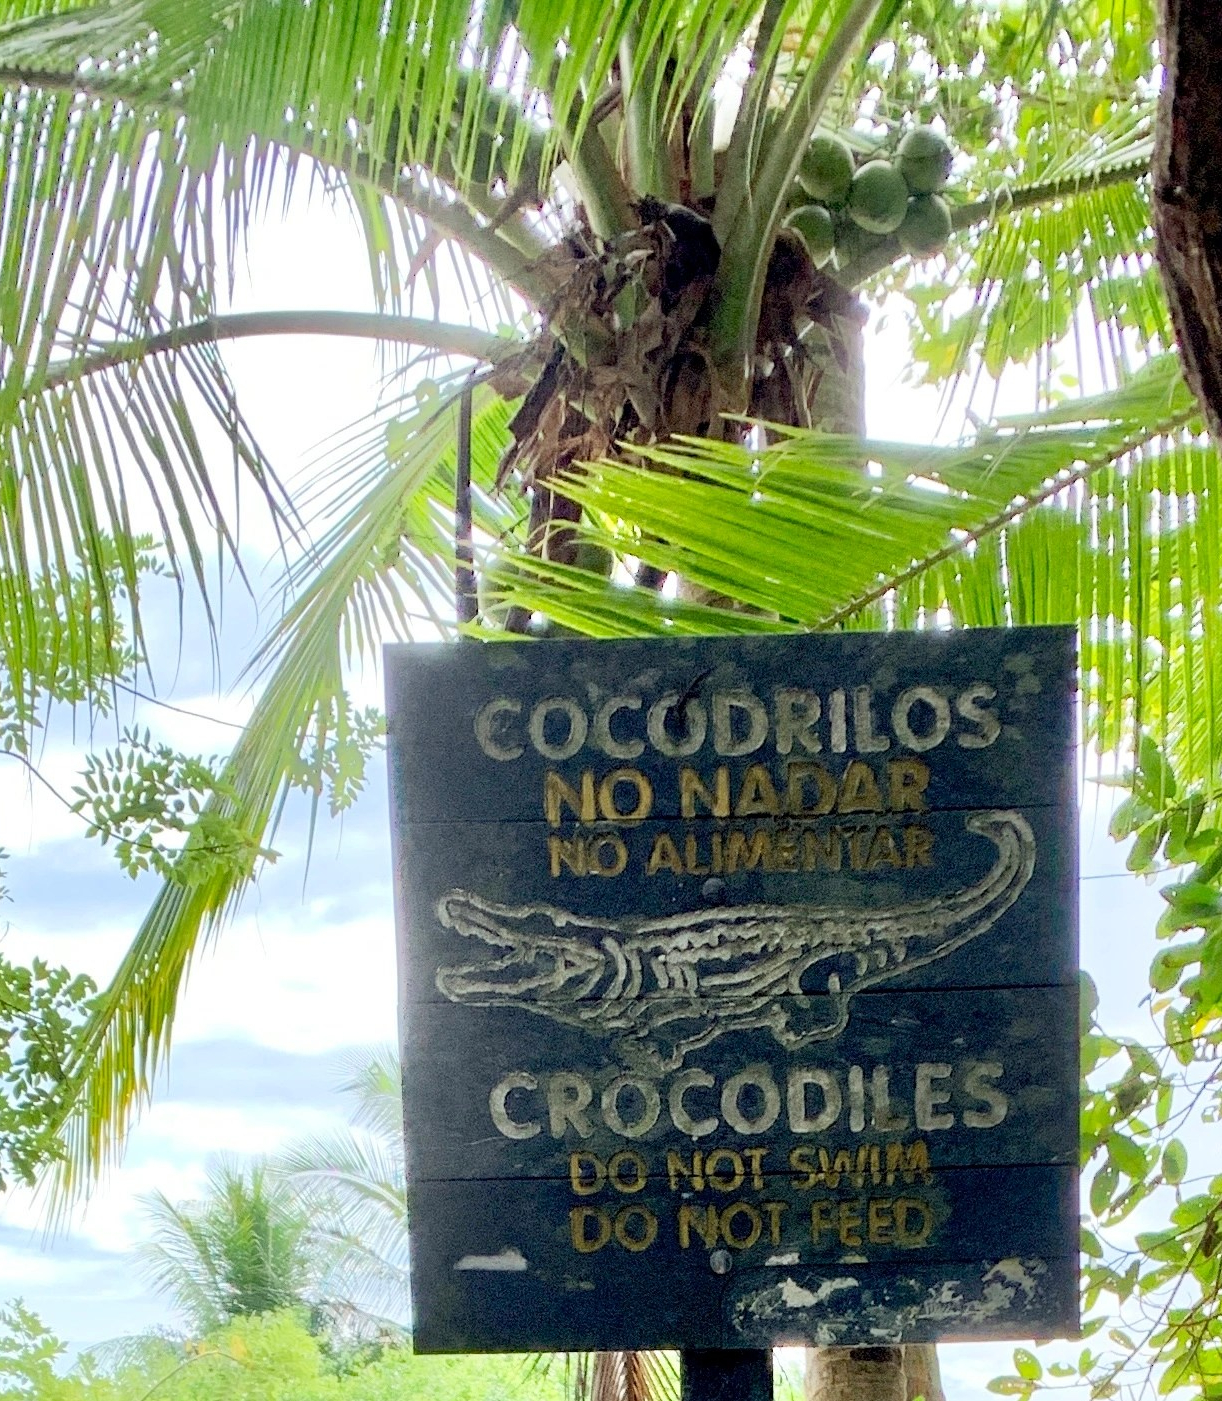 COCODRILOS
NO NADAR
NO ALIMENTAR
CROCODILES
DO NOT SWIM
DO NOT FEED